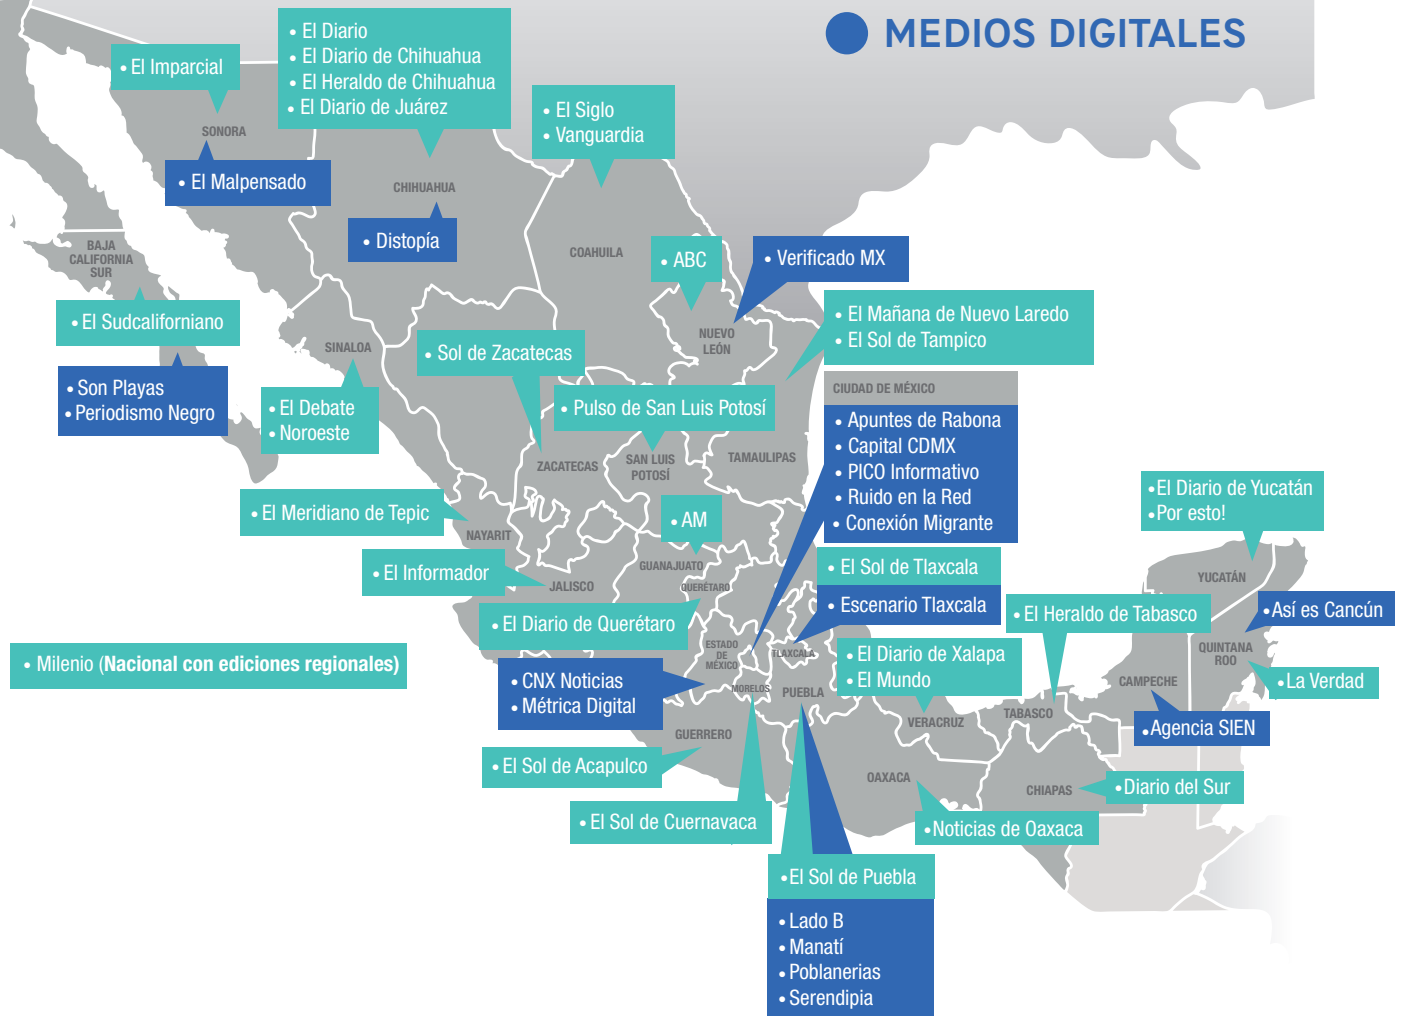 MEDIOS DIGITALES
• El Imparcial
• El Diario
• El Diario de Chihuahua
• El Heraldo de Chihuahua
• El Diario de Juárez
• El Siglo
• Vanguardia
SONORA
• El Malpensado
CHIHUAHUA
• Distopía
COAHUILA
BAJA
CALIFORNIA
SUR
• ABC
• Verificado MX
• El Sudcaliforniano
• El Mañana de Nuevo Laredo
• El Sol de Tampico
NUEVO
LEÓN
SINALOA
• Sol de Zacatecas
• Son Playas
• Periodismo Negro
• El Debate
• Noroeste
• Pulso de San Luis Potosí
CIUDAD DE MÉXICO
• Apuntes de Rabona
• Capital CDMX
• PICO Informativo
• Ruido en la Red
• Conexión Migrante
ZACATECAS
SAN LUIS
POTOSÍ
TAMAULIPAS
• El Diario de Yucatán
• Por esto!
• El Meridiano de Tepic
NAYARIT
• AM
• El Informador
JALISCO
GUANAJUATO
QUERÉTARO
• El Sol de Tlaxcala
• Escenario Tlaxcala
YUCATÁN
• El Heraldo de Tabasco
• Así es Cancún
• El Diario de Querétaro
ESTADO
DE
MÉXICO
TLAXCALA
• El Diario de Xalapa
• El Mundo
QUINTANA
ROO
• Milenio (Nacional con ediciones regionales)
• CNX Noticias
• Métrica Digital
MORELOS
PUEBLA
CAMPECHE
• La Verdad
VERACRUZ
TABASCO
• Agencia SIEN
GUERRERO
• El Sol de Acapulco
OAXACA
CHIAPAS
• Diario del Sur
• El Sol de Cuernavaca
• Noticias de Oaxaca
• El Sol de Puebla
• Lado B
• Manatí
• Poblanerias
• Serendipia